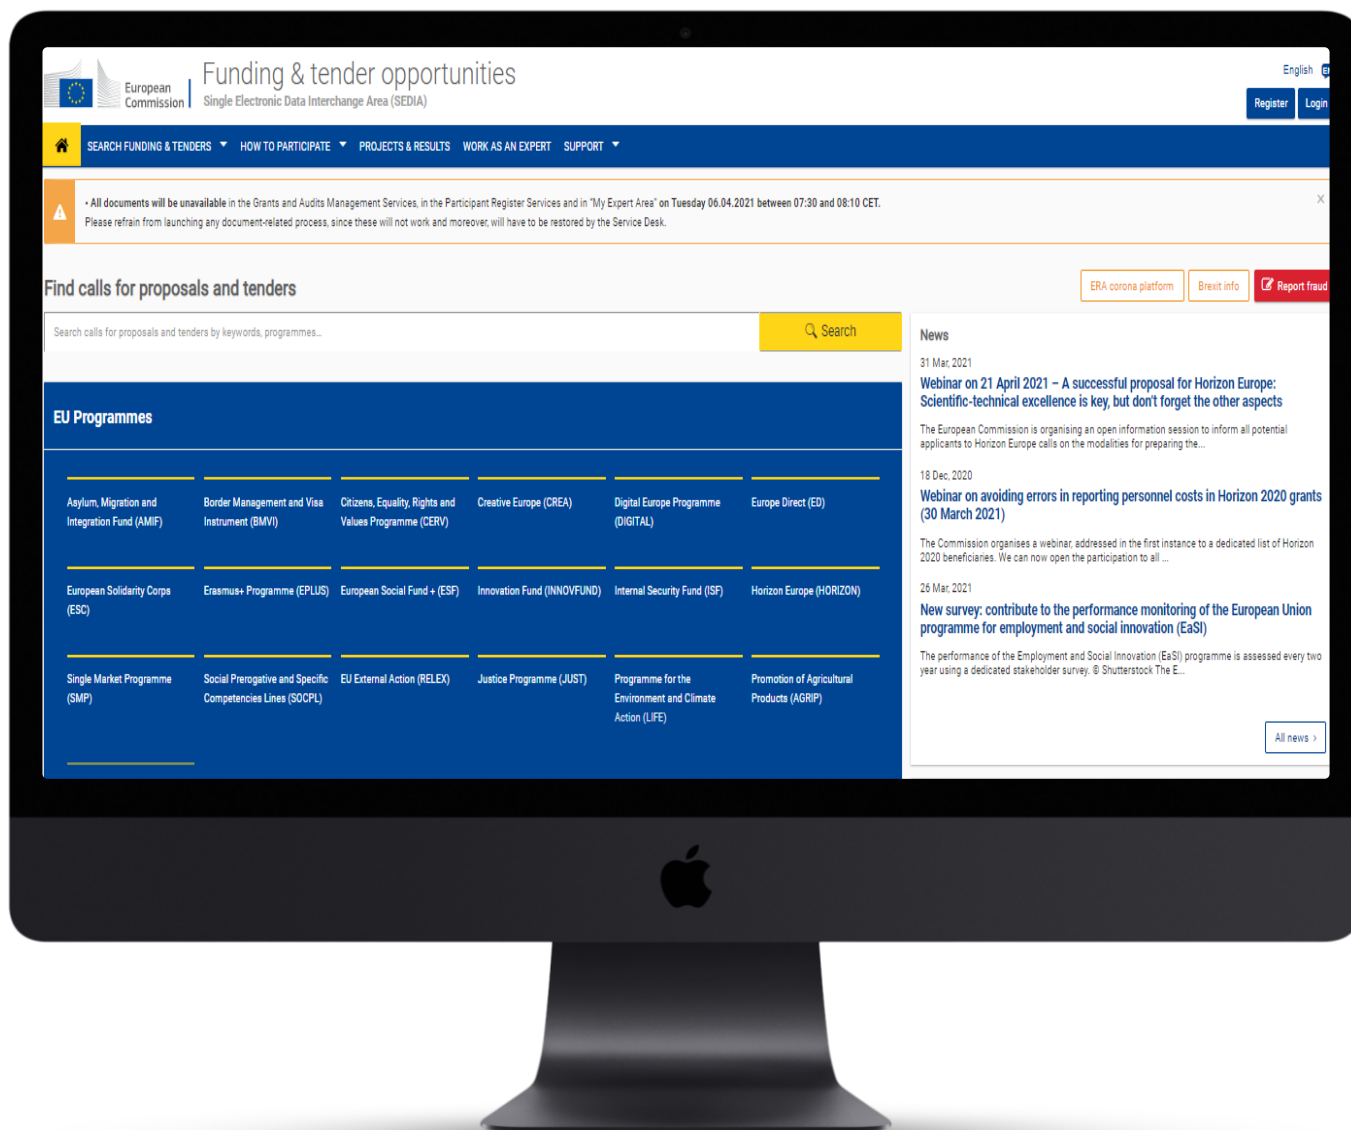 European
Commission
Funding & tender opportunities
Single Electronic Data Interchange Area (SEDIA)
English
Register
Login
SEARCH FUNDING & TENDERS
HOW TO PARTICIPATE
PROJECTS & RESULTS
WORK AS AN EXPERT
SUPPORT
• All documents will be unavailable in the Grants and Audits Management Services, in the Participant Register Services and in "My Expert Area" on Tuesday 06.04.2021 between 07:30 and 08:10 CET.
Please refrain from launching any document-related process, since these will not work and moreover, will have to be restored by the Service Desk.
Find calls for proposals and tenders
ERA corona platform
Brexit info
Report fraud
Search calls for proposals and tenders by keywords, programmes...
Search
EU Programmes
Asylum, Migration and
Integration Fund (AMIF)
Border Management and Visa
Instrument (BMVI)
Citizens, Equality, Rights and
Values Programme (CERV)
Creative Europe (CREA)
Digital Europe Programme
(DIGITAL)
Europe Direct (ED)
European Solidarity Corps
(ESC)
Erasmus+ Programme (EPLUS)
European Social Fund + (ESF)
Innovation Fund (INNOVFUND)
Internal Security Fund (ISF)
Horizon Europe (HORIZON)
Single Market Programme
(SMP)
Social Prerogative and Specific
Competencies Lines (SOCPL)
EU External Action (RELEX)
Justice Programme (JUST)
Programme for the
Environment and Climate
Action (LIFE)
Promotion of Agricultural
Products (AGRIP)
News
31 Mar, 2021
Webinar on 21 April 2021 – A successful proposal for Horizon Europe:
Scientific-technical excellence is key, but don't forget the other aspects
The European Commission is organising an open information session to inform all potential
applicants to Horizon Europe calls on the modalities for preparing the...
18 Dec, 2020
Webinar on avoiding errors in reporting personnel costs in Horizon 2020 grants
(30 March 2021)
The Commission organises a webinar, addressed in the first instance to a dedicated list of Horizon
2020 beneficiaries. We can now open the participation to all ...
26 Mar, 2021
New survey: contribute to the performance monitoring of the European Union
programme for employment and social innovation (EaSI)
The performance of the Employment and Social Innovation (EaSI) programme is assessed every two
year using a dedicated stakeholder survey. © Shutterstock The E...
All news >